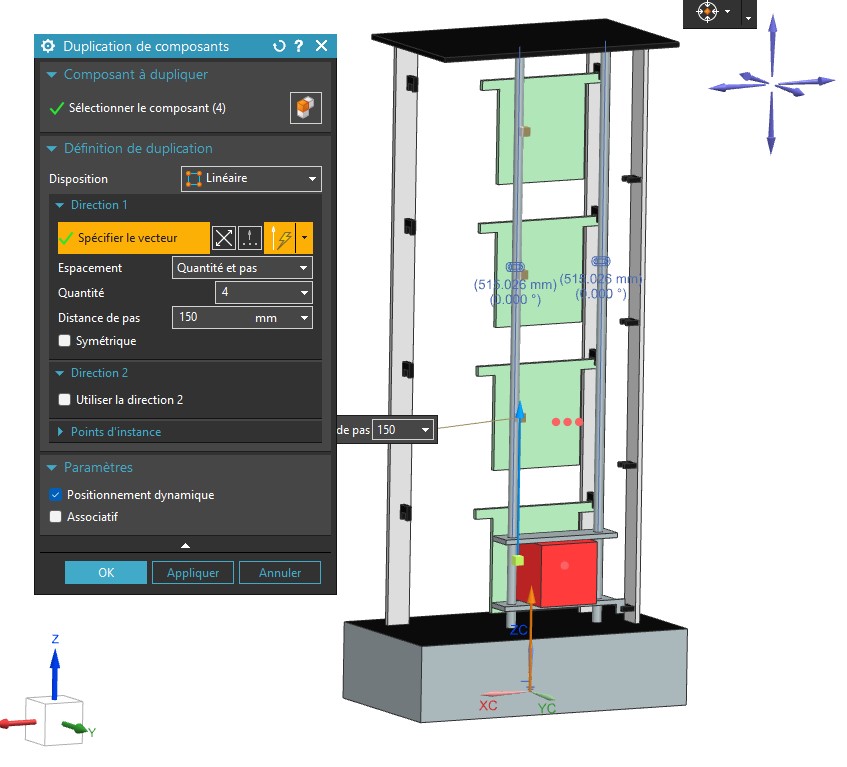 Duplication de composants
Composant à dupliquer
Sélectionner le composant (4)
Définition de duplication
Disposition
Linéaire
Direction 1
Spécifier le vecteur
Espacement
Quantité et pas
Quantité
4
Distance de pas
150 mm
Symétrique
Direction 2
Utiliser la direction 2
Points d'instance
Paramètres
Positionnement dynamique
Associatif
OK
Appliquer
Annuler
de pas 150
(515.026 mm)
(0.000 °)
(515.026 mm)
(0.000 °)
ZC
XC
YC
Z
Y